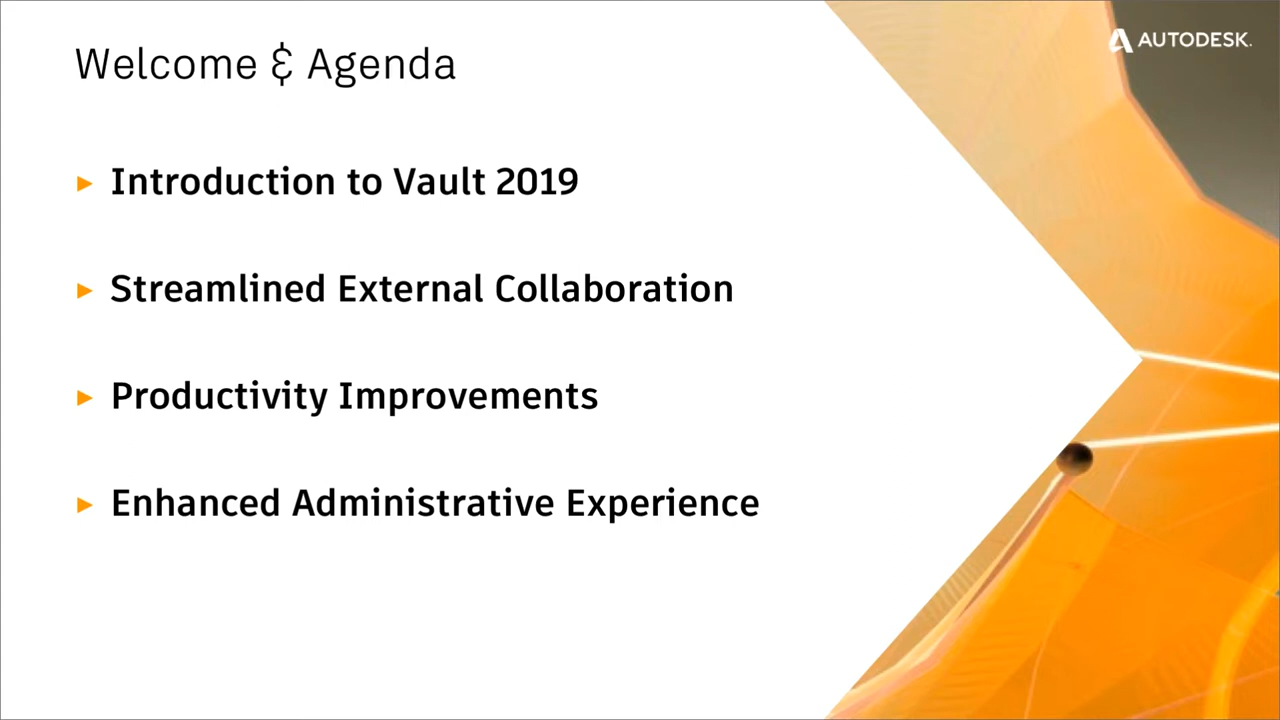 Welcome & Agenda
AUTODESK.
► Introduction to Vault 2019
► Streamlined External Collaboration
► Productivity Improvements
► Enhanced Administrative Experience